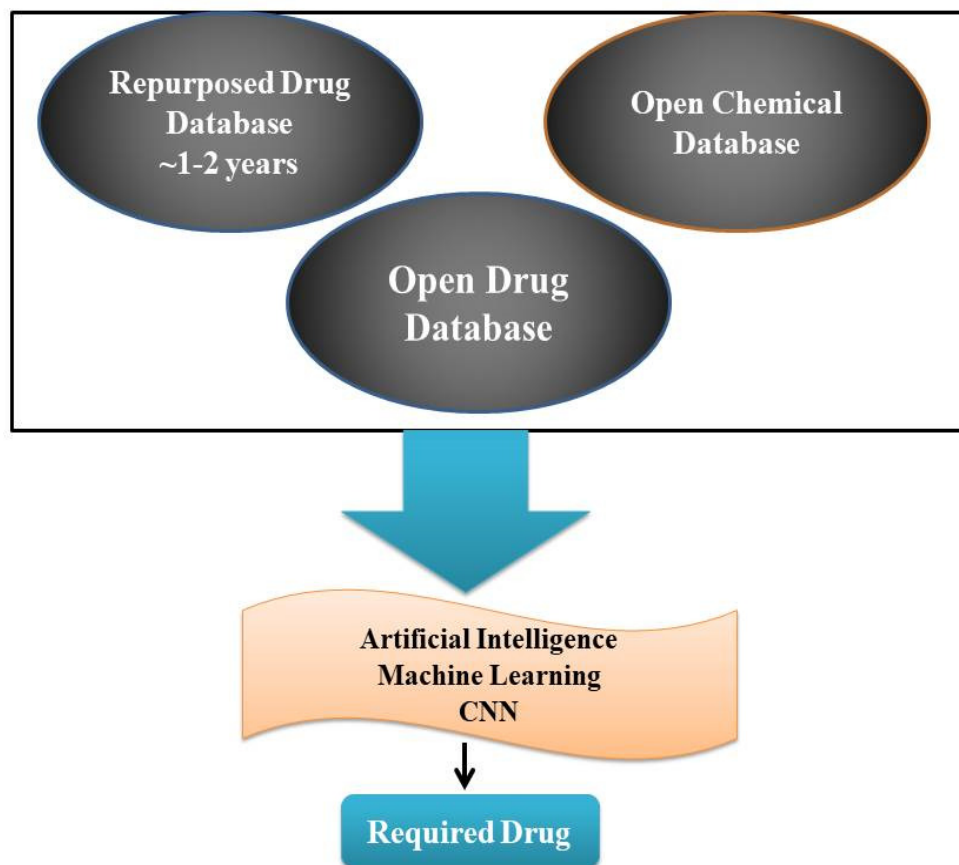 Repurposed Drug
Database
~1-2 years
Open Chemical
Database
Open Drug
Database
Artificial Intelligence
Machine Learning
CNN
Required Drug